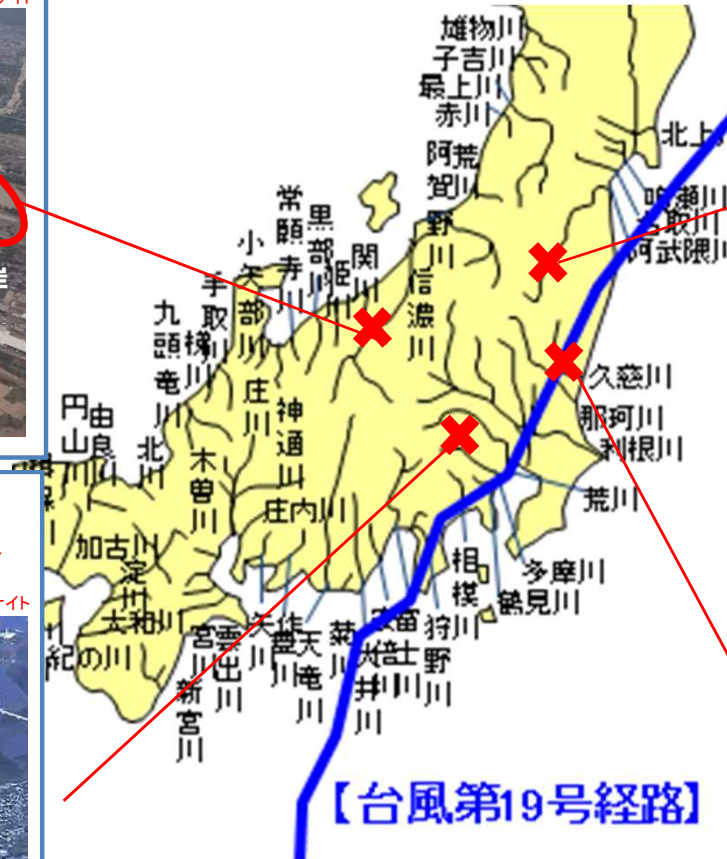 雄物川
子吉川
最上川
赤川
阿賀野川
荒川
北上
鳴瀬川
名取川
阿武隈川
常願寺川
黒部川
姫川
関川
信濃川
小矢部川
手取川
梯川
九頭竜川
庄川
神通川
久慈川
那珂川
利根川
荒川
円山川
由良川
北川
木曽川
庄内川
加古川
淀川
大和川
紀の川
宮川
雲出川
新宮川
矢作川
豊川
天竜川
菊川
大井川
安倍川
富士川
狩野川
相模川
多摩川
鶴見川
イト
【台風第19号経路】